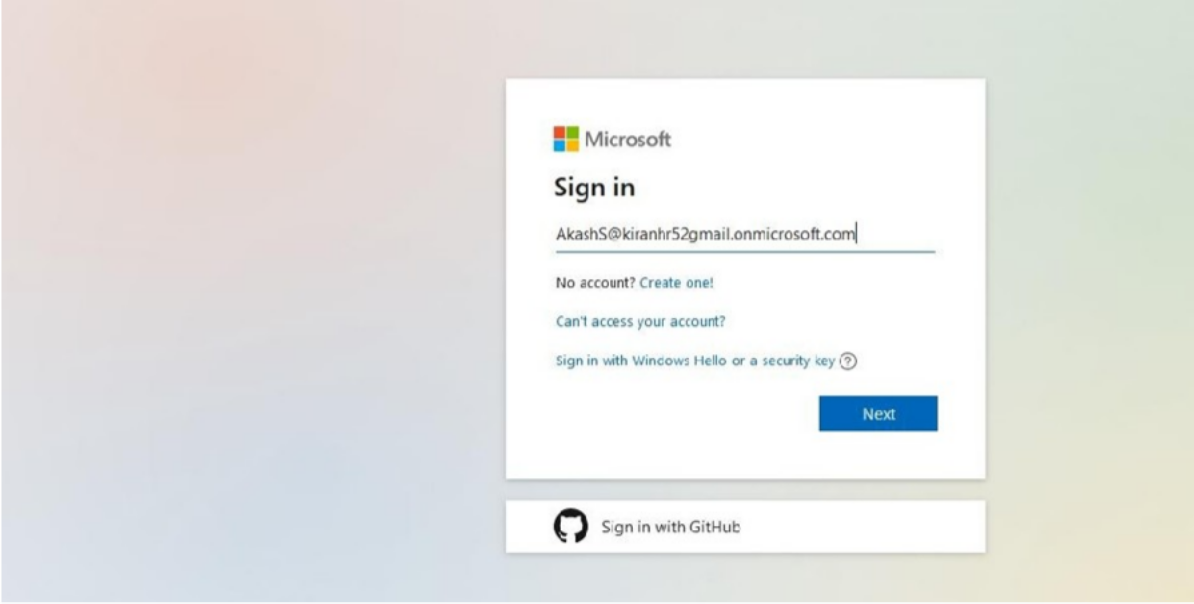 Microsoft
Sign in
AkashS@kiranhr52gmail.onmicrosoft.com
No account? Create one!
Can't access your account?
Sign in with Windows Hello or a security key ?
Next
Sign in with GitHub